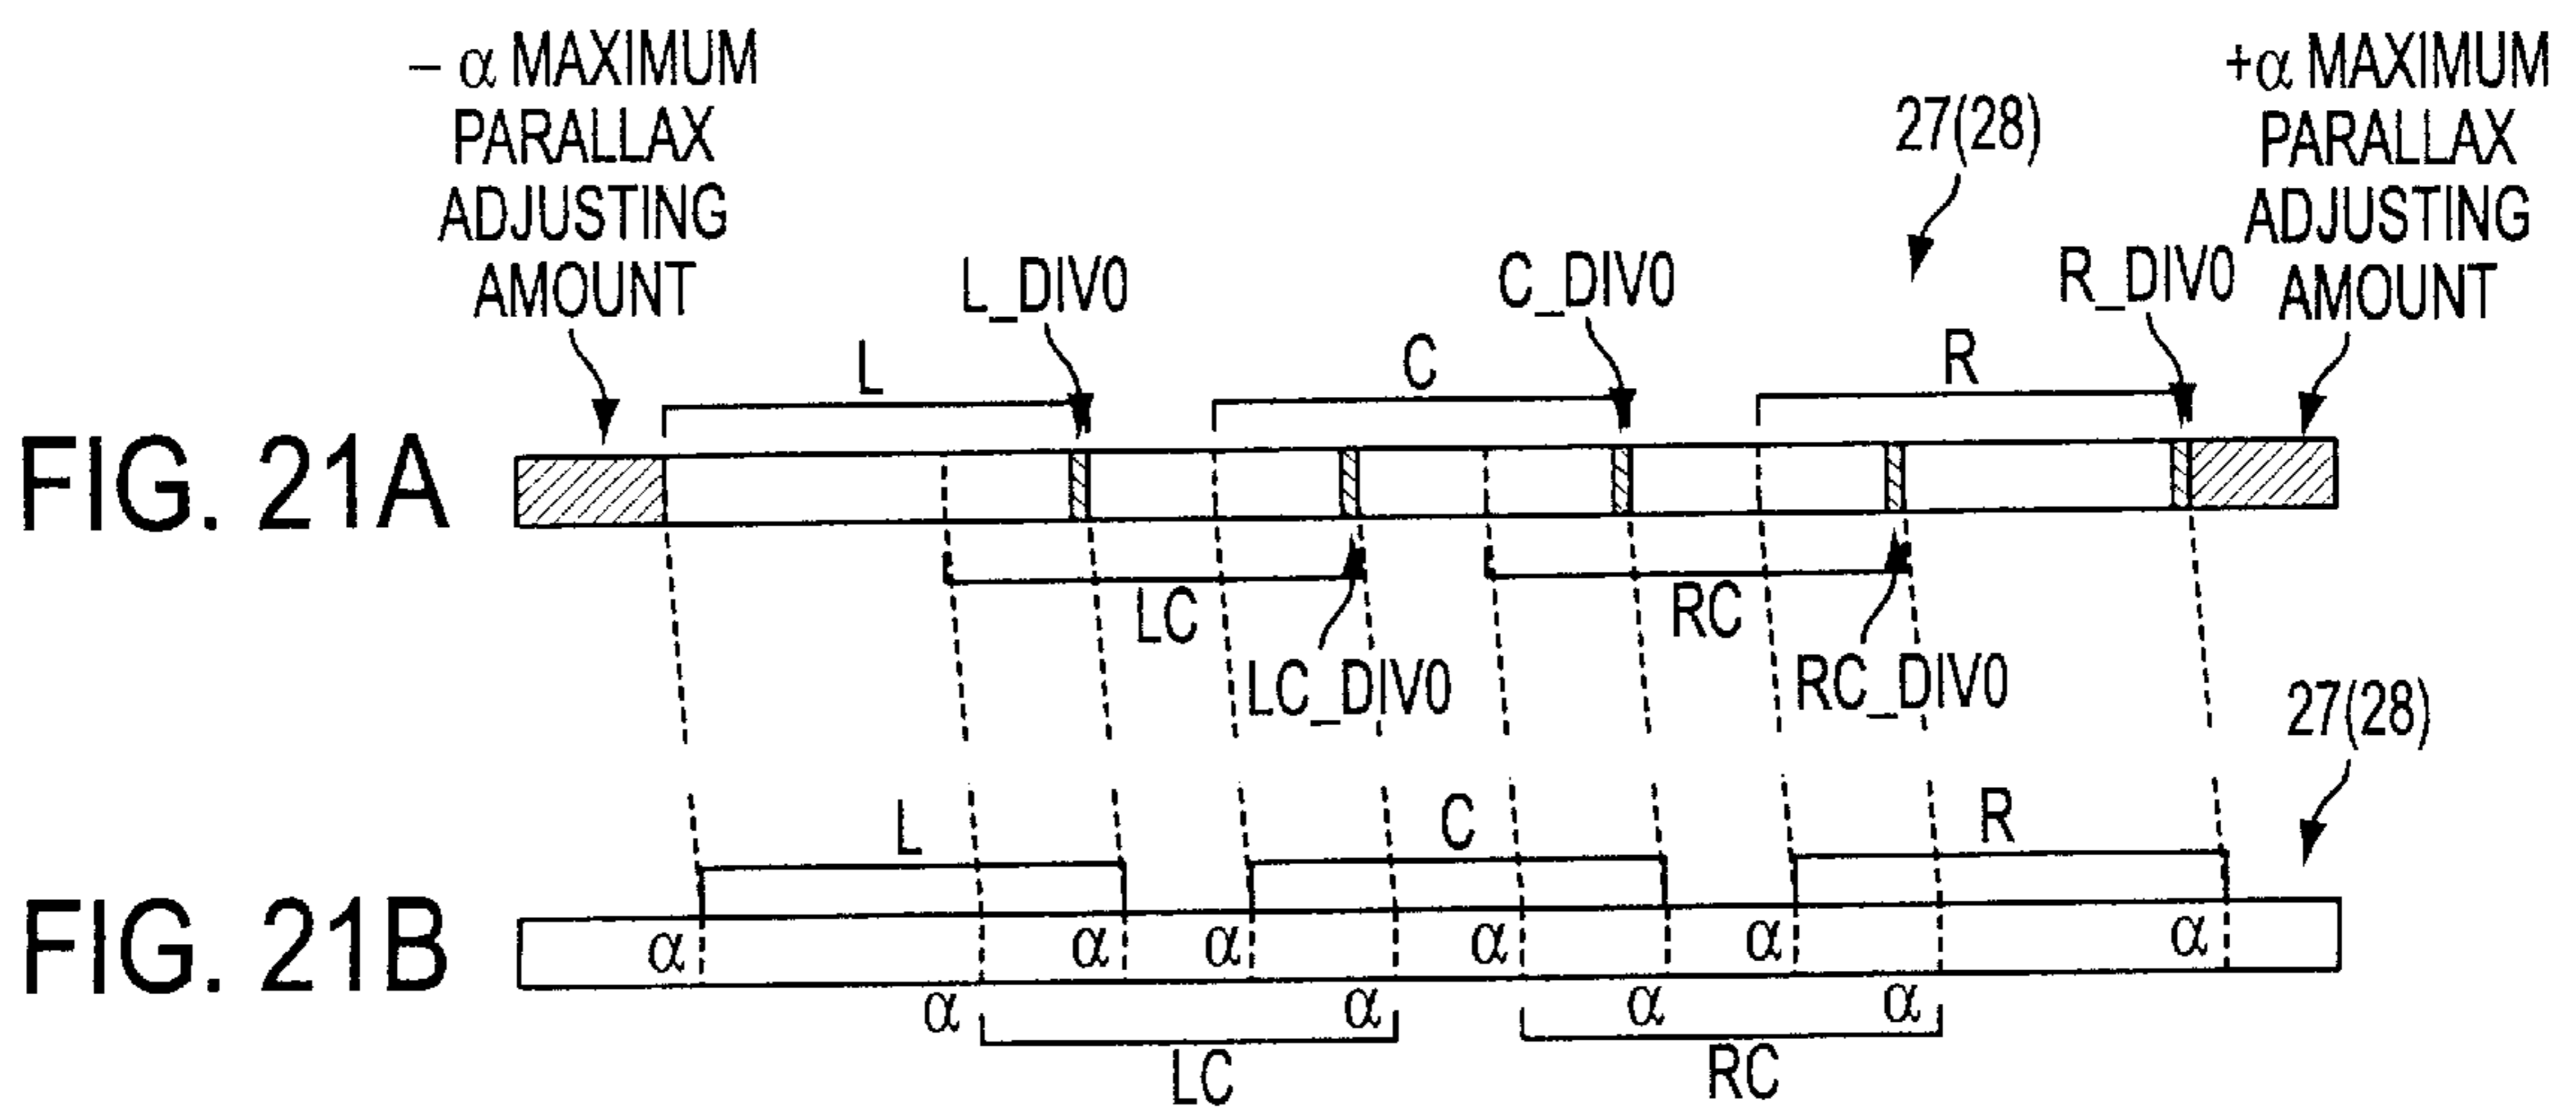 – α MAXIMUM
PARALLAX
ADJUSTING
AMOUNT
+α MAXIMUM
PARALLAX
ADJUSTING
AMOUNT
27(28)
L_DIV0
C_DIV0
R_DIV0
L
C
R
FIG. 21A
LC
RC
LC_DIV0
RC_DIV0
27(28)
L
C
R
FIG. 21B
α α α α α α
α α α α
LC
RC